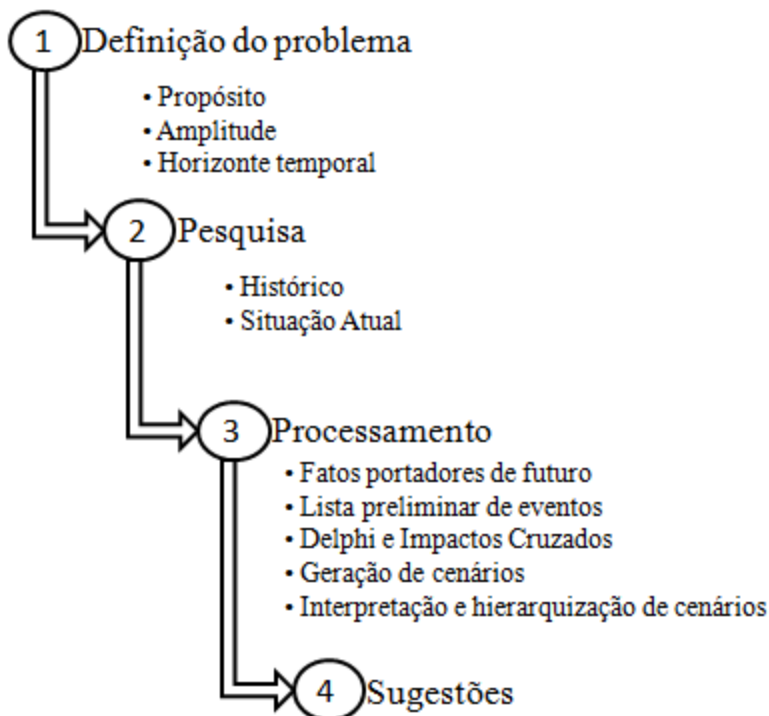 1 Definição do problema
• Propósito
• Amplitude
• Horizonte temporal
2 Pesquisa
• Histórico
• Situação Atual
3 Processamento
• Fatos portadores de futuro
• Lista preliminar de eventos
• Delphi e Impactos Cruzados
• Geração de cenários
• Interpretação e hierarquização de cenários
4 Sugestões